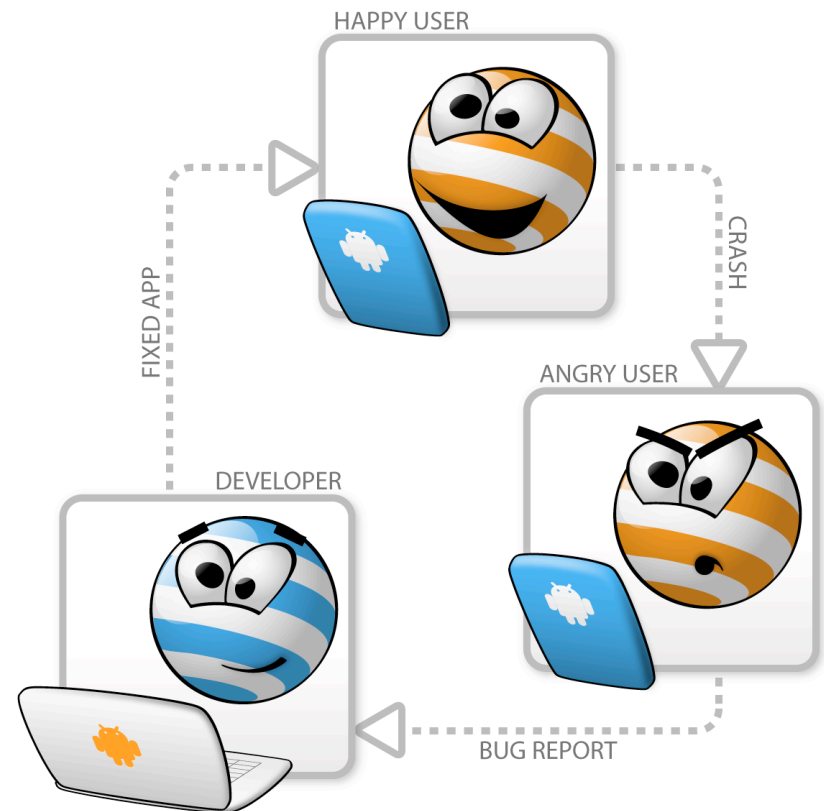 HAPPY USER
CRASH
FIXED APP
ANGRY USER
DEVELOPER
BUG REPORT